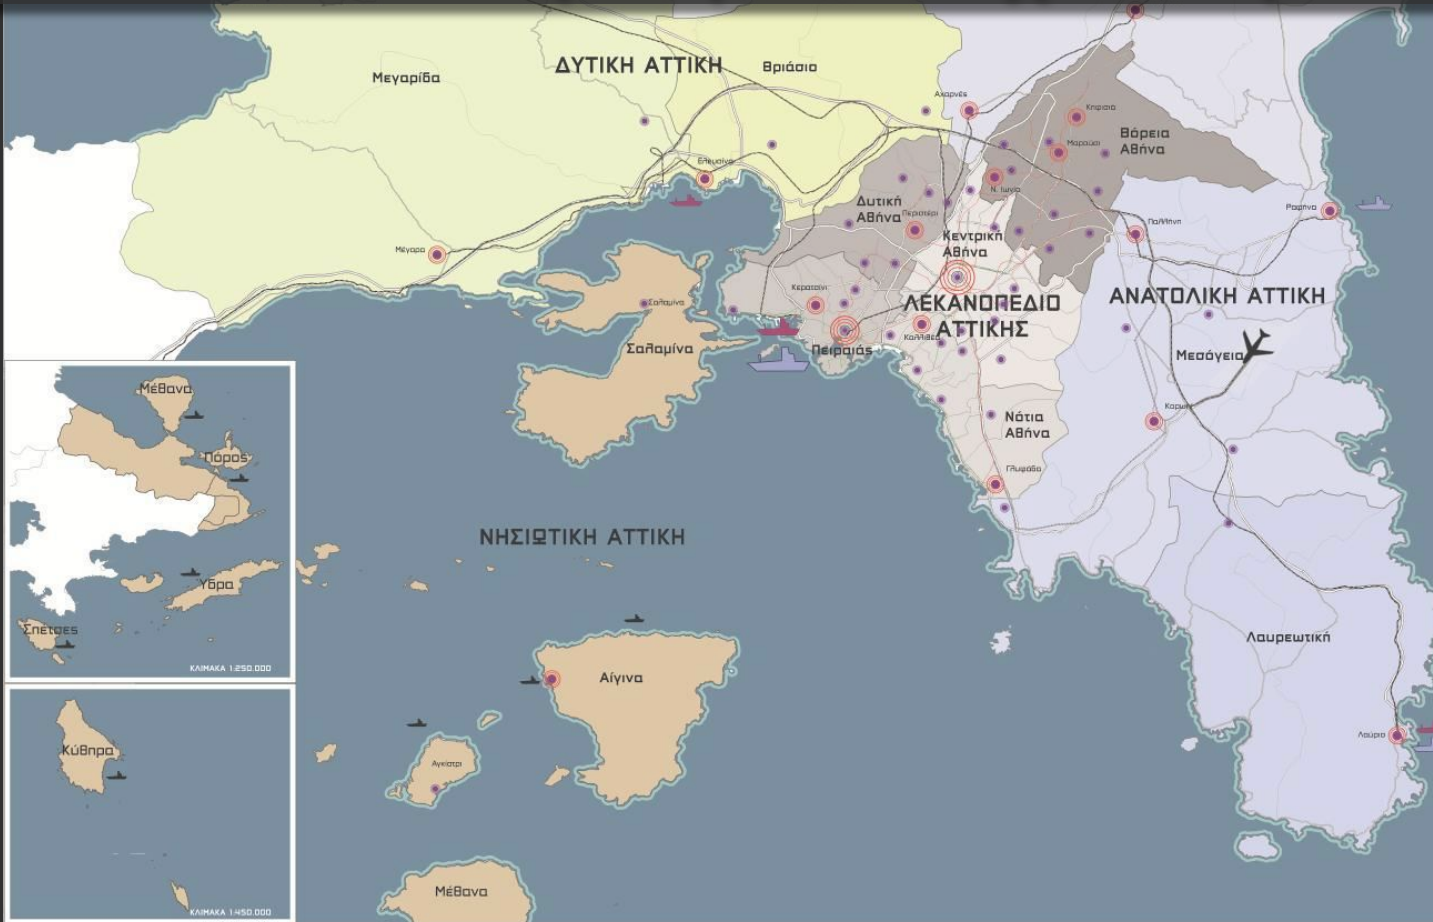 ΔΥΤΙΚΗ ΑΤΤΙΚΗ
Βριάσιο
Μεγαρίδα
Αχαρνές
Κηφισιά
Βόρεια
Αθήνα
Μαρούσι
Ελευσίνα
Ν. Ιωνία
Δυτική
Αθήνα
Περιστέρι
Ραφήνα
Παλλήνη
Κεντρική
Αθήνα
Μέγαρα
Κερατσίνι
Σαλαμίνα
ΛΕΚΑΝΟΠΕΔΙΟ
ΑΤΤΙΚΗΣ
ΑΝΑΤΟΛΙΚΗ ΑΤΤΙΚΗ
Καλλιθέα
Πειραιάς
Σαλαμίνα
Μεσόγεια
Μέθανα
Κορωπί
Νότια
Αθήνα
Πόρος
Γλυφάδα
ΝΗΣΙΩΤΙΚΗ ΑΤΤΙΚΗ
Ύδρα
Σπέτσες
Λαυρεωτική
ΚΛΙΜΑΚΑ 1:250.000
Αίγινα
Λαύριο
Κύθηρα
Αγκίστρι
Μέθανα
ΚΛΙΜΑΚΑ 1:450.000